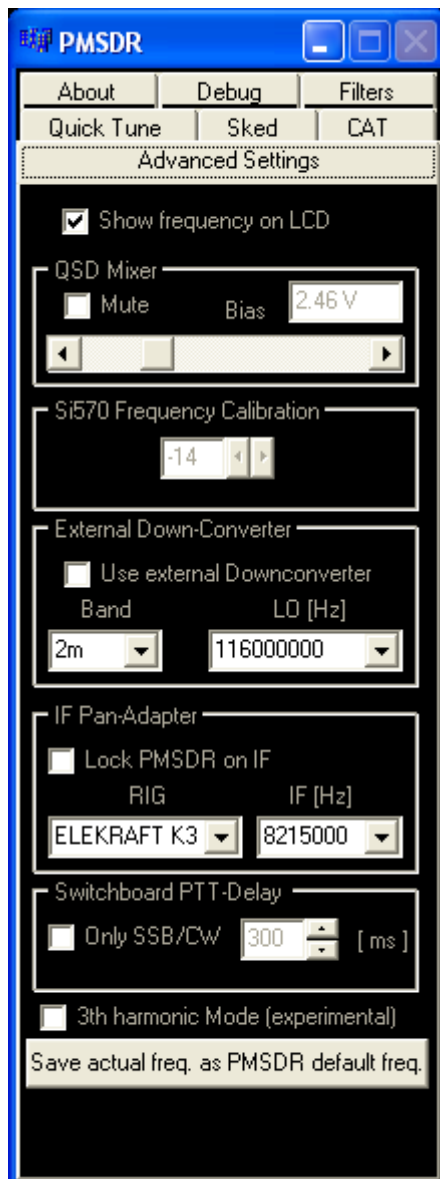 PMSDR
About Debug Filters
Quick Tune Sked CAT
Advanced Settings
Show frequency on LCD
QSD Mixer
Mute Bias 2.46 V
Si570 Frequency Calibration
-14
External Down-Converter
Use external Downconverter
Band LO [Hz]
2m 116000000
IF Pan-Adapter
Lock PMSDR on IF
RIG IF [Hz]
ELEKRAFT K3 8215000
Switchboard PTT-Delay
Only SSB/CW 300 [ ms ]
3th harmonic Mode (experimental)
Save actual freq. as PMSDR default freq.